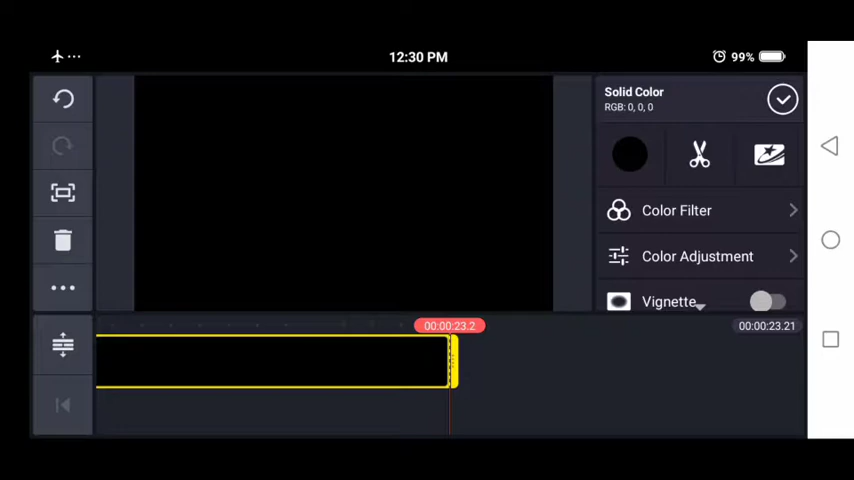 12:30 PM
99%
Solid Color
RGB: 0, 0, 0
Color Filter
Color Adjustment
Vignette
00:00:23.2
00:00:23.21